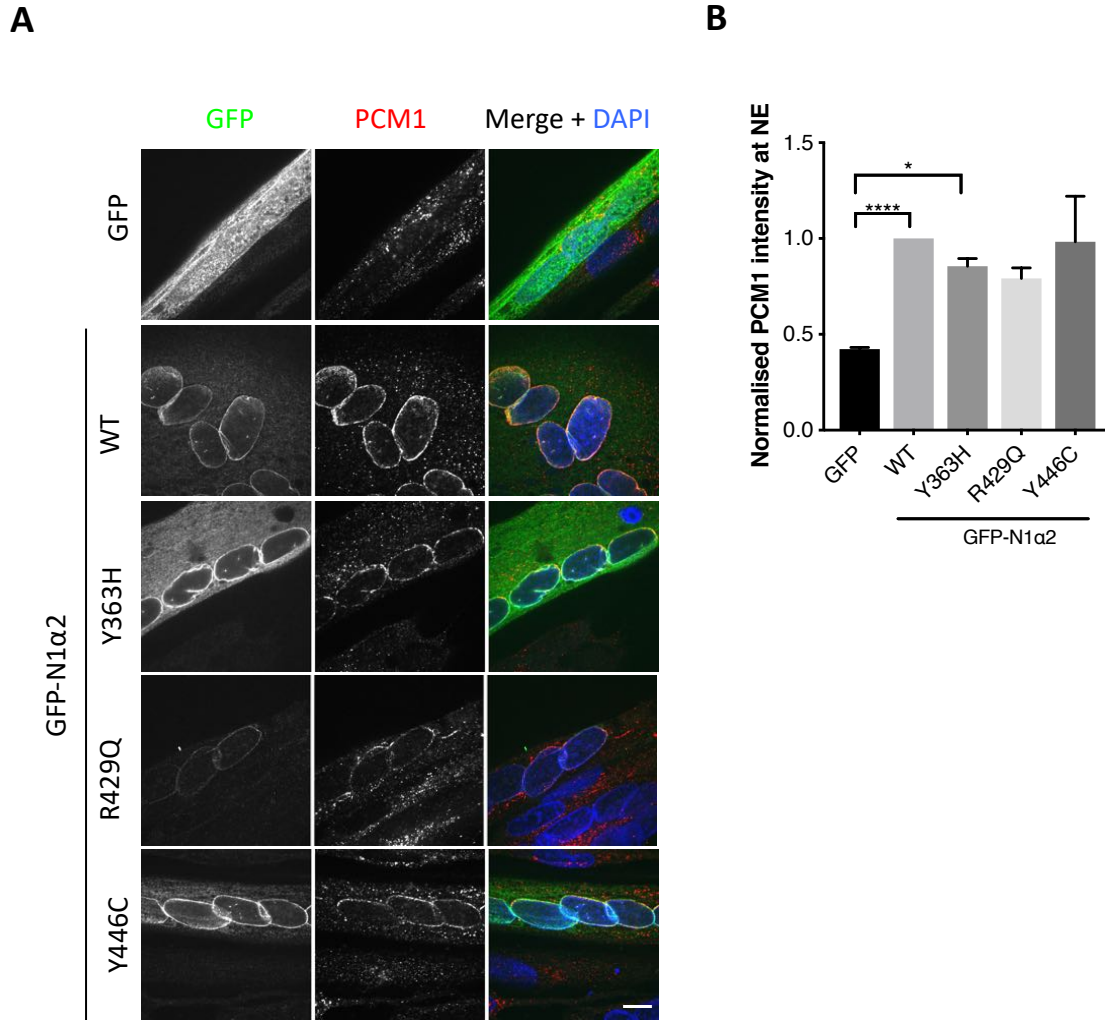 A
GFP PCM1 Merge + DAPI
GFP
WT
Y363H
R429Q
Y446C
GFP-N1α2
B
Normalised PCM1 intensity at NE
1.5
1.0
0.5
0.0
*
****
GFP
WT
Y363H
R429Q
Y446C
GFP-N1α2